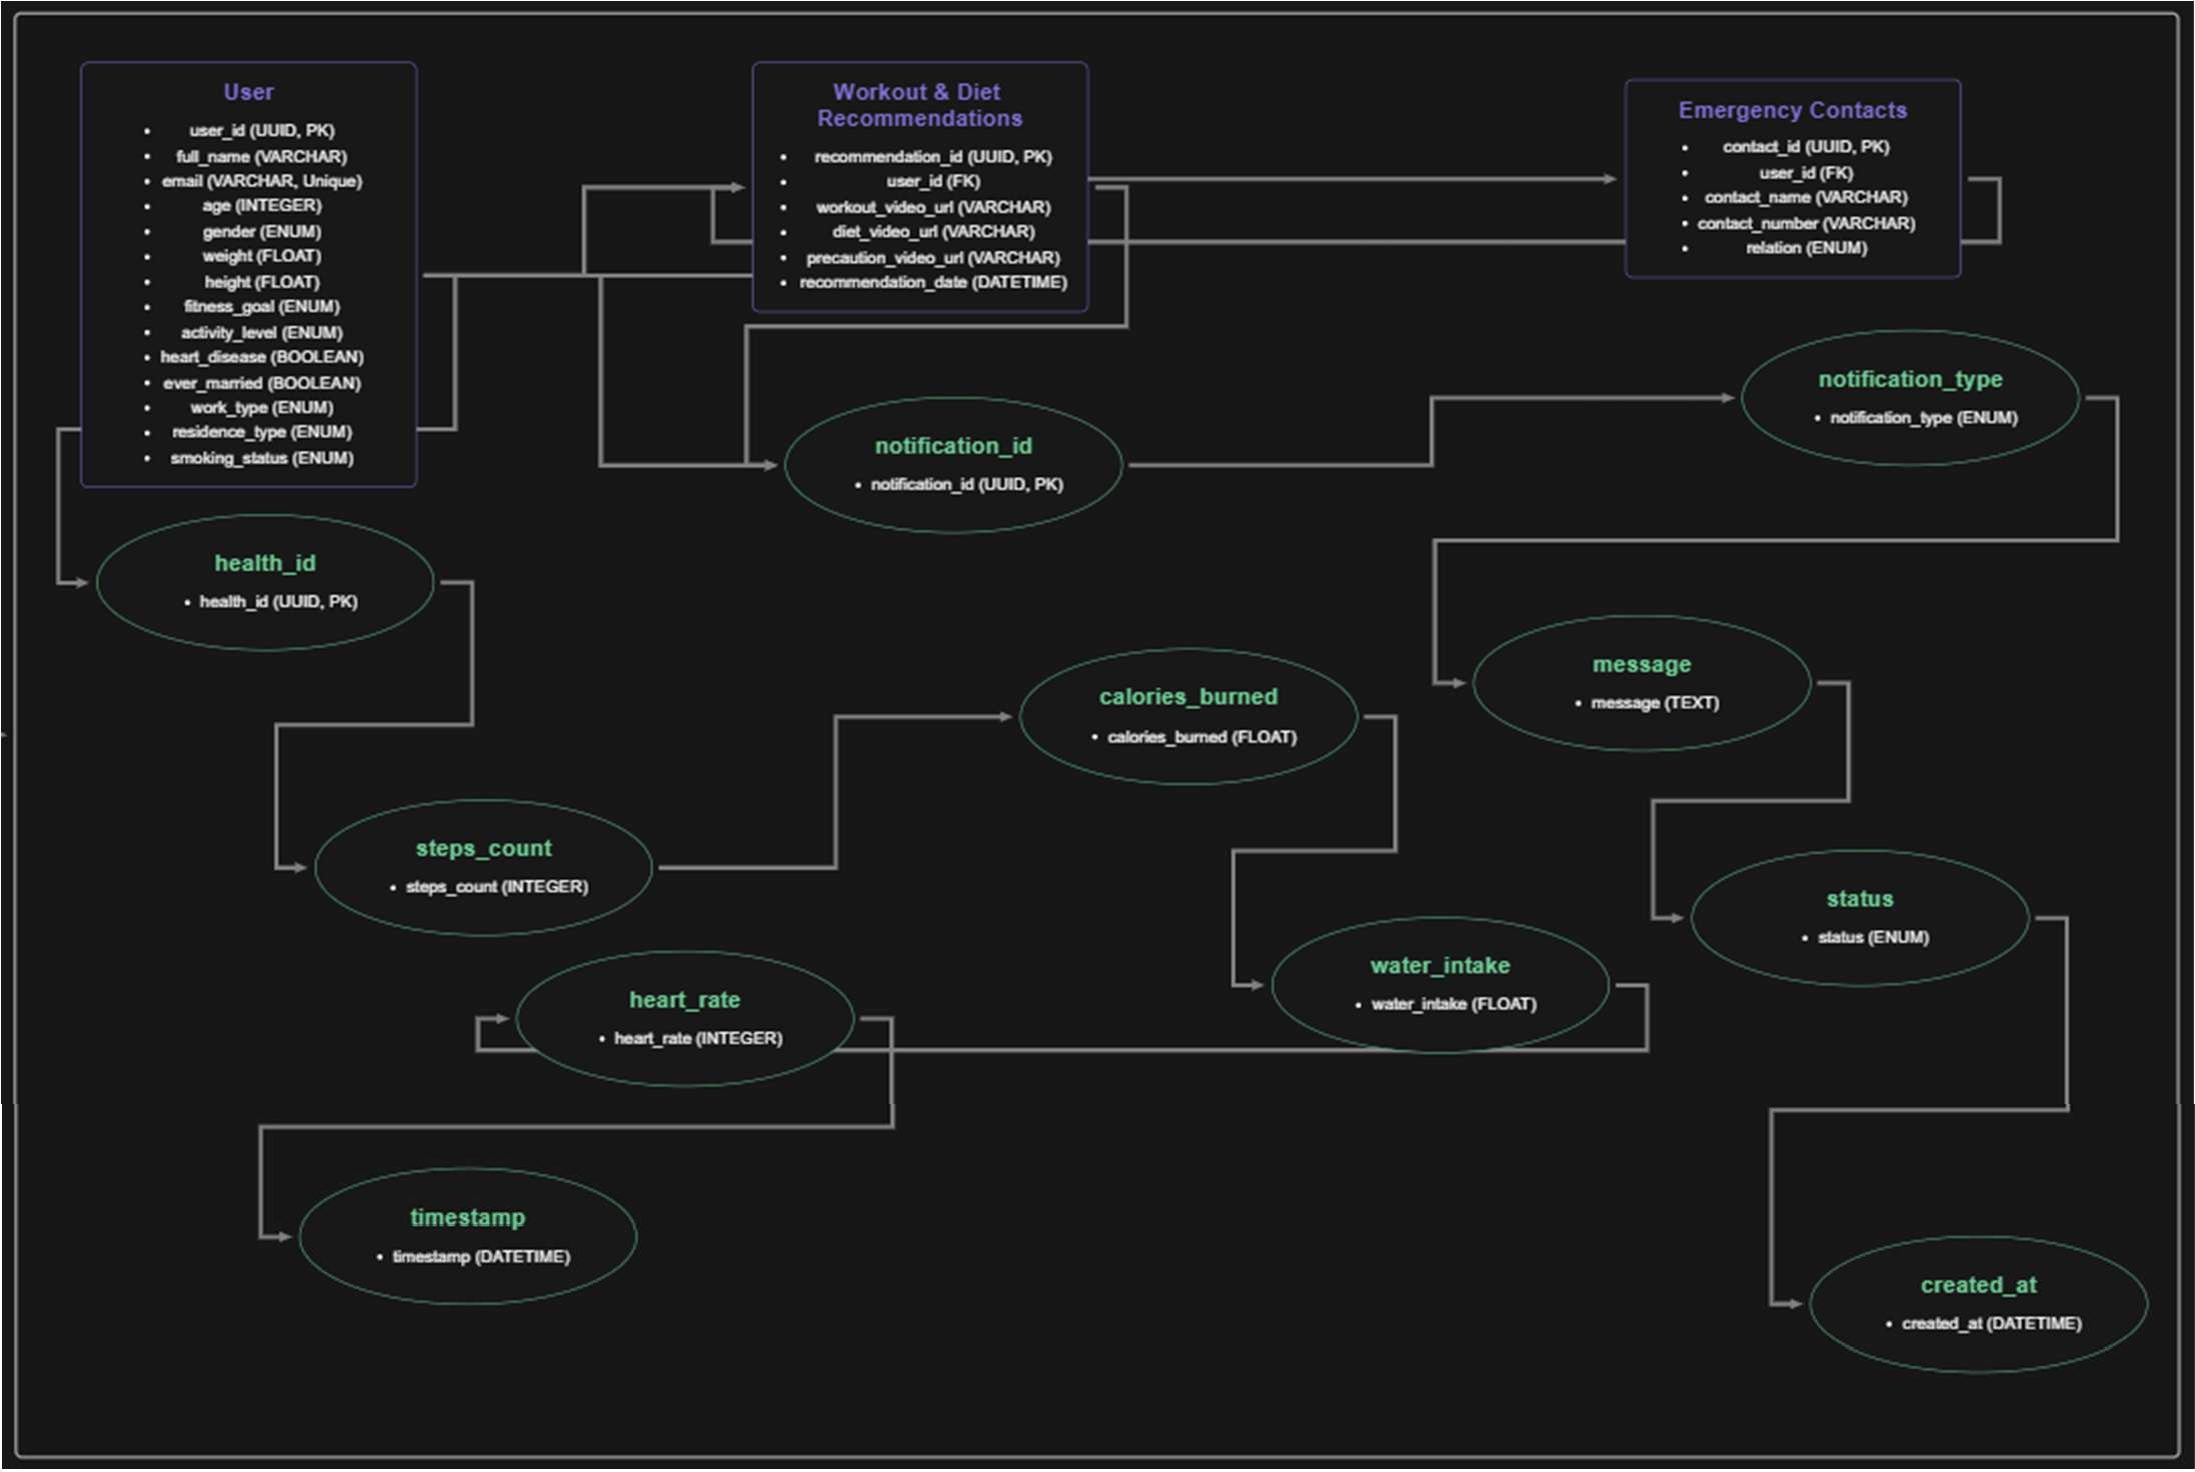 User
• user_id (UUID, PK)
• full_name (VARCHAR)
• email (VARCHAR, Unique)
• age (INTEGER)
• gender (ENUM)
• weight (FLOAT)
• height (FLOAT)
• fitness_goal (ENUM)
• activity_level (ENUM)
• heart_disease (BOOLEAN)
• ever_married (BOOLEAN)
• work_type (ENUM)
• residence_type (ENUM)
• smoking_status (ENUM)
Workout & Diet
Recommendations
• recommendation_id (UUID, PK)
• user_id (FK)
• workout_video_url (VARCHAR)
• diet_video_url (VARCHAR)
• precaution_video_url (VARCHAR)
• recommendation_date (DATETIME)
Emergency Contacts
• contact_id (UUID, PK)
• user_id (FK)
• contact_name (VARCHAR)
• contact_number (VARCHAR)
• relation (ENUM)
notification_type
• notification_type (ENUM)
notification_id
• notification_id (UUID, PK)
health_id
• health_id (UUID, PK)
message
• message (TEXT)
calories_burned
• calories_burned (FLOAT)
steps_count
• steps_count (INTEGER)
status
• status (ENUM)
water_intake
• water_intake (FLOAT)
heart_rate
• heart_rate (INTEGER)
timestamp
• timestamp (DATETIME)
created_at
• created_at (DATETIME)